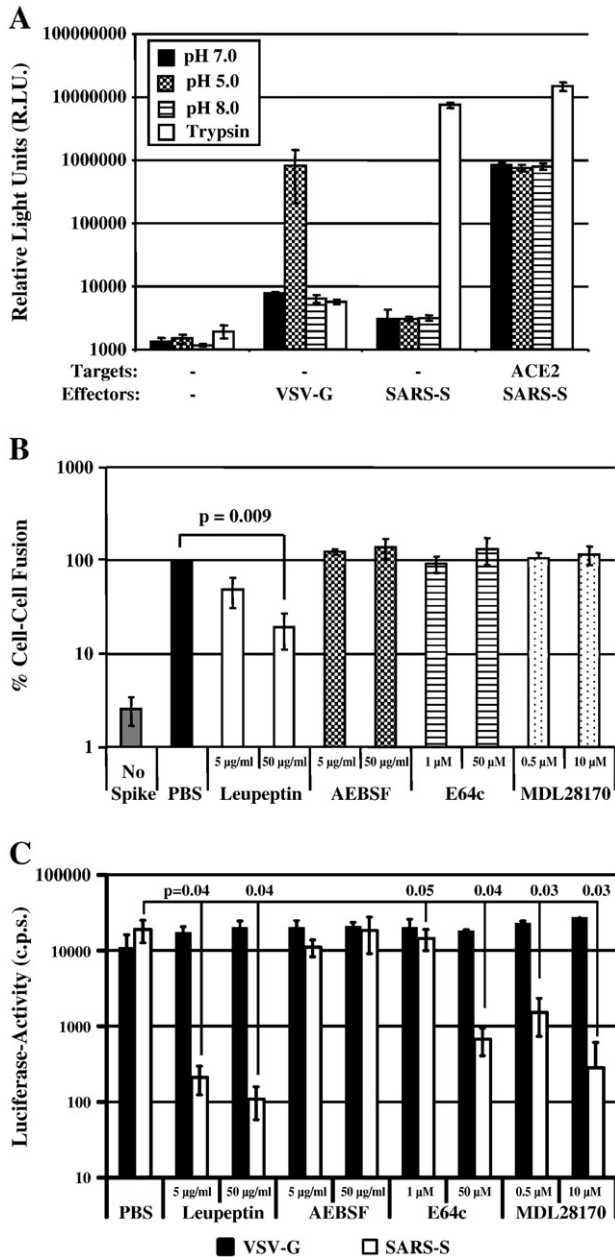 A
100000000
10000000
1000000
100000
10000
1000
Relative Light Units (R.L.U.)
pH 7.0
pH 5.0
pH 8.0
Trypsin
Targets: - - - ACE2
Effectors: - VSV-G SARS-S SARS-S
B
1000
100
10
1
% Cell-Cell Fusion
p = 0.009
5 µg/ml 50 µg/ml 5 µg/ml 50 µg/ml 1 µM 50 µM 0.5 µM 10 µM
No Spike PBS Leupeptin AEBSF E64c MDL28170
C
100000
10000
1000
100
10
Luciferase-Activity (c.p.s.)
p=0.04 0.04 0.05 0.04 0.03 0.03
5 µg/ml 50 µg/ml 5 µg/ml 50 µg/ml 1 µM 50 µM 0.5 µM 10 µM
PBS Leupeptin AEBSF E64c MDL28170
VSV-G SARS-S